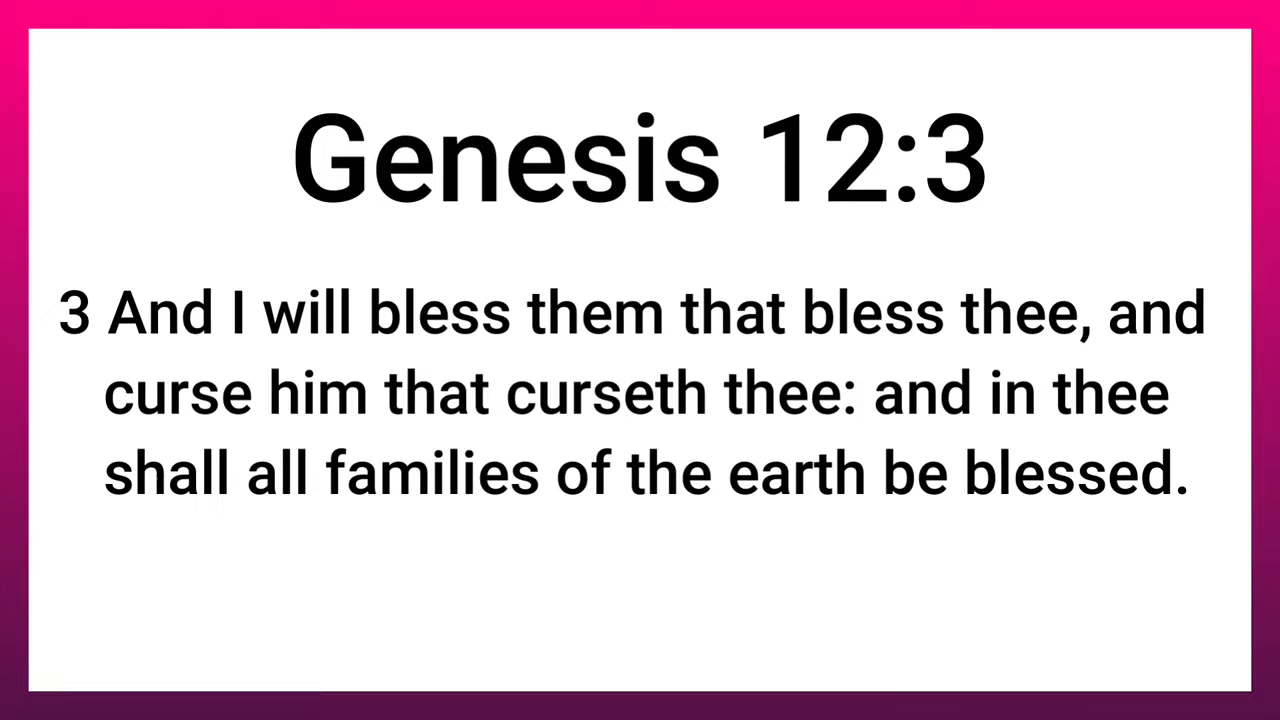 Genesis 12:3
3 And I will bless them that bless thee, and
curse him that curseth thee: and in thee
shall all families of the earth be blessed.